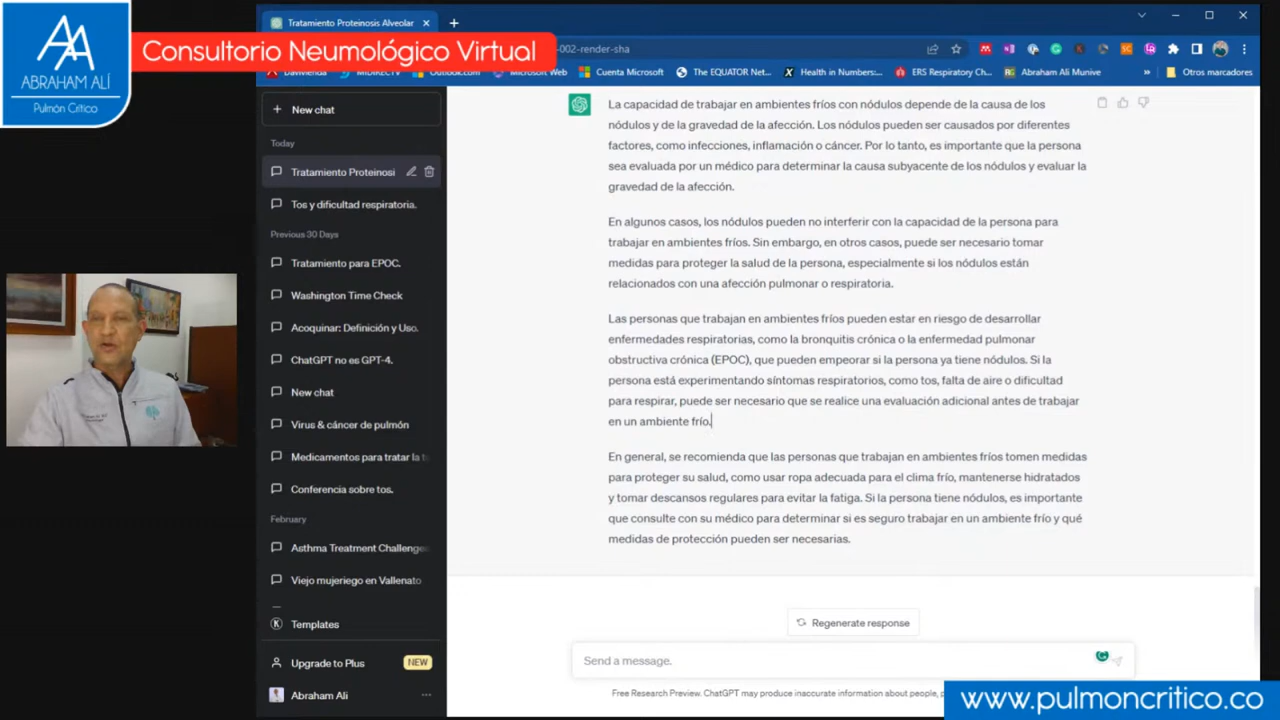 Tratamiento Proteinosis Alveolar
Consultorio Neumológico Virtual
ABRAHAM ALÍ
Pulmón Crítico
-002-render-sha
Davivienda
MiDIRECTV
Outlook.com
Microsoft Web
Cuenta Microsoft
The EQUATOR Net...
Health in Numbers:...
ERS Respiratory Ch...
Abraham Ali Munive
»
Otros marcadores
+ New chat
Today
Tratamiento Proteinosi
Tos y dificultad respiratoria.
Previous 30 Days
Tratamiento para EPOC.
Washington Time Check
Acoquinar: Definición y Uso.
ChatGPT no es GPT-4.
New chat
Virus & cáncer de pulmón
Medicamentos para tratar la t
Conferencia sobre tos.
February
Asthma Treatment Challenge
Viejo mujeriego en Vallenato
Templates
Upgrade to Plus
NEW
Abraham Ali
La capacidad de trabajar en ambientes fríos con nódulos depende de la causa de los
nódulos y de la gravedad de la afección. Los nódulos pueden ser causados por diferentes
factores, como infecciones, inflamación o cáncer. Por lo tanto, es importante que la persona
sea evaluada por un médico para determinar la causa subyacente de los nódulos y evaluar la
gravedad de la afección.
En algunos casos, los nódulos pueden no interferir con la capacidad de la persona para
trabajar en ambientes fríos. Sin embargo, en otros casos, puede ser necesario tomar
medidas para proteger la salud de la persona, especialmente si los nódulos están
relacionados con una afección pulmonar o respiratoria.
Las personas que trabajan en ambientes fríos pueden estar en riesgo de desarrollar
enfermedades respiratorias, como la bronquitis crónica o la enfermedad pulmonar
obstructiva crónica (EPOC), que pueden empeorar si la persona ya tiene nódulos. Si la
persona está experimentando síntomas respiratorios, como tos, falta de aire o dificultad
para respirar, puede ser necesario que se realice una evaluación adicional antes de trabajar
en un ambiente frío.
En general, se recomienda que las personas que trabajan en ambientes fríos tomen medidas
para proteger su salud, como usar ropa adecuada para el clima frío, mantenerse hidratados
y tomar descansos regulares para evitar la fatiga. Si la persona tiene nódulos, es importante
que consulte con su médico para determinar si es seguro trabajar en un ambiente frío y qué
medidas de protección pueden ser necesarias.
Regenerate response
Send a message.
Free Research Preview. ChatGPT may produce inaccurate information about people,
www.pulmoncritico.co